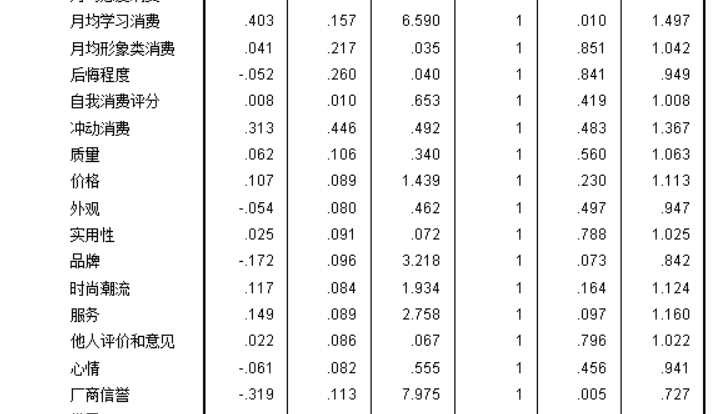 月均学习消费 .403 .157 6.590 1 .010 1.497
月均形象类消费 .041 .217 .035 1 .851 1.042
后悔程度 -.052 .260 .040 1 .841 .949
自我消费评分 .008 .010 .653 1 .419 1.008
冲动消费 .313 .446 .492 1 .483 1.367
质量 .062 .106 .340 1 .560 1.063
价格 .107 .089 1.439 1 .230 1.113
外观 -.054 .080 .462 1 .497 .947
实用性 .025 .091 .072 1 .788 1.025
品牌 -.172 .096 3.218 1 .073 .842
时尚潮流 .117 .084 1.934 1 .164 1.124
服务 .149 .089 2.758 1 .097 1.160
他人评价和意见 .022 .086 .067 1 .796 1.022
心情 -.061 .082 .555 1 .456 .941
厂商信誉 -.319 .113 7.975 1 .005 .727